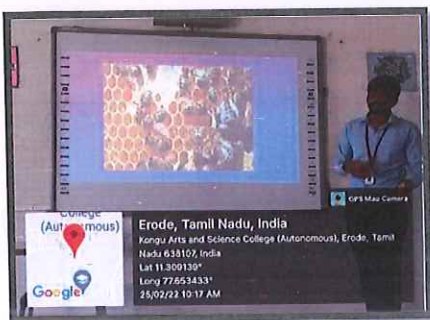 GPS Map Camera
College
(Autonomous)
Google
Erode, Tamil Nadu, India
Kongu Arts and Science College (Autonomous), Erode, Tamil
Nadu 638107, India
Lat 11.309139°
Long 77.653433°
25/02/22 10:17 AM